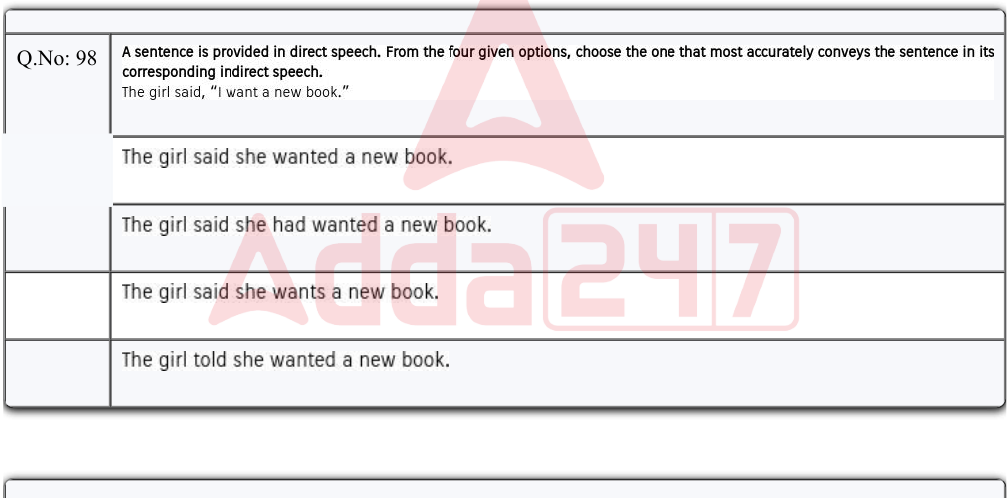 Q.No: 98
A sentence is provided in direct speech. From the four given options, choose the one that most accurately conveys the sentence in its
corresponding indirect speech.
The girl said, “I want a new book.”
The girl said she wanted a new book.
The girl said she had wanted a new book.
The girl said she wants a new book.
The girl told she wanted a new book.
Adda247